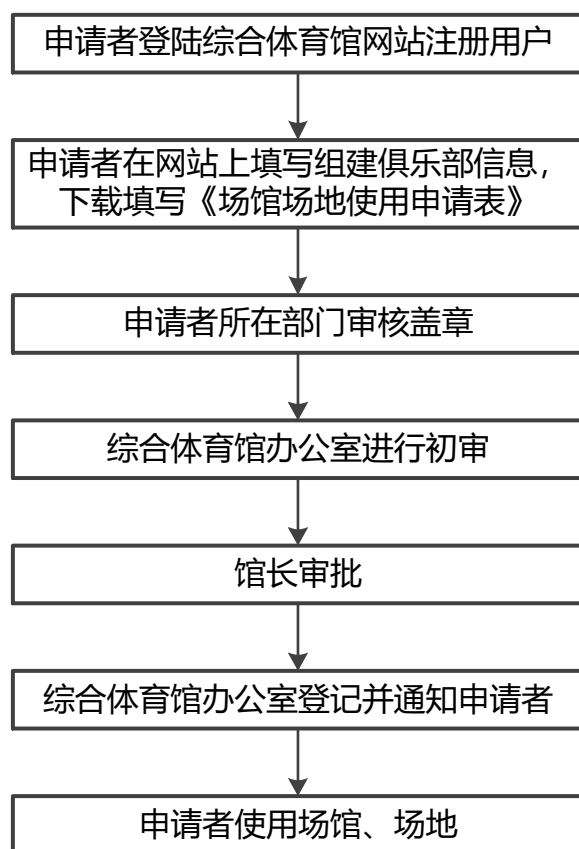 申请者登陆综合体育馆网站注册用户
申请者在网站上填写组建俱乐部信息，
下载填写《场馆场地使用申请表》
申请者所在部门审核盖章
综合体育馆办公室进行初审
馆长审批
综合体育馆办公室登记并通知申请者
申请者使用场馆、场地